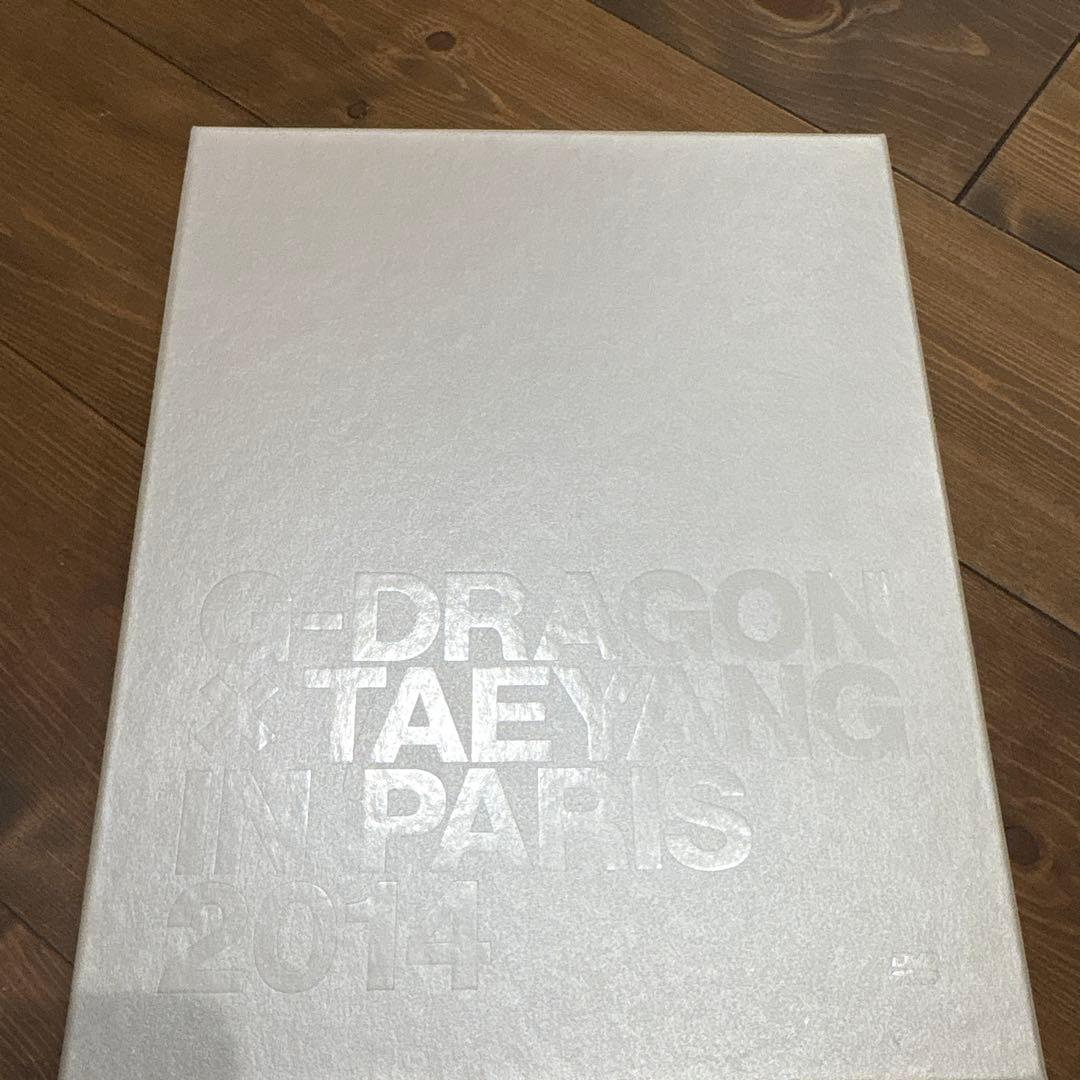 G-DRAGON
× TAEYANG
IN PARIS
2014